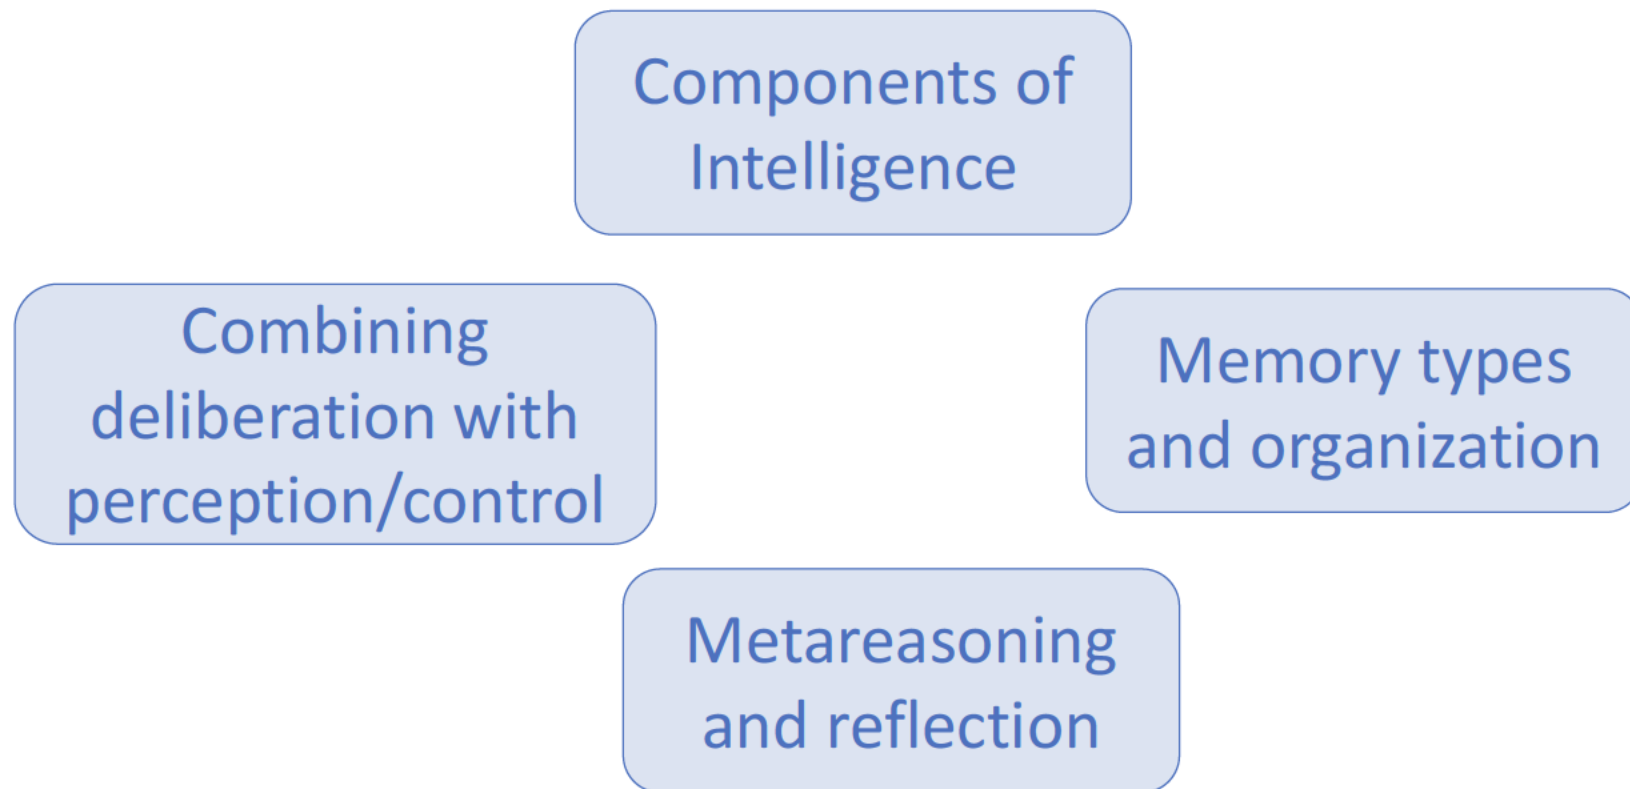 Components of
Intelligence
Combining
deliberation with
perception/control
Memory types
and organization
Metareasoning
and reflection